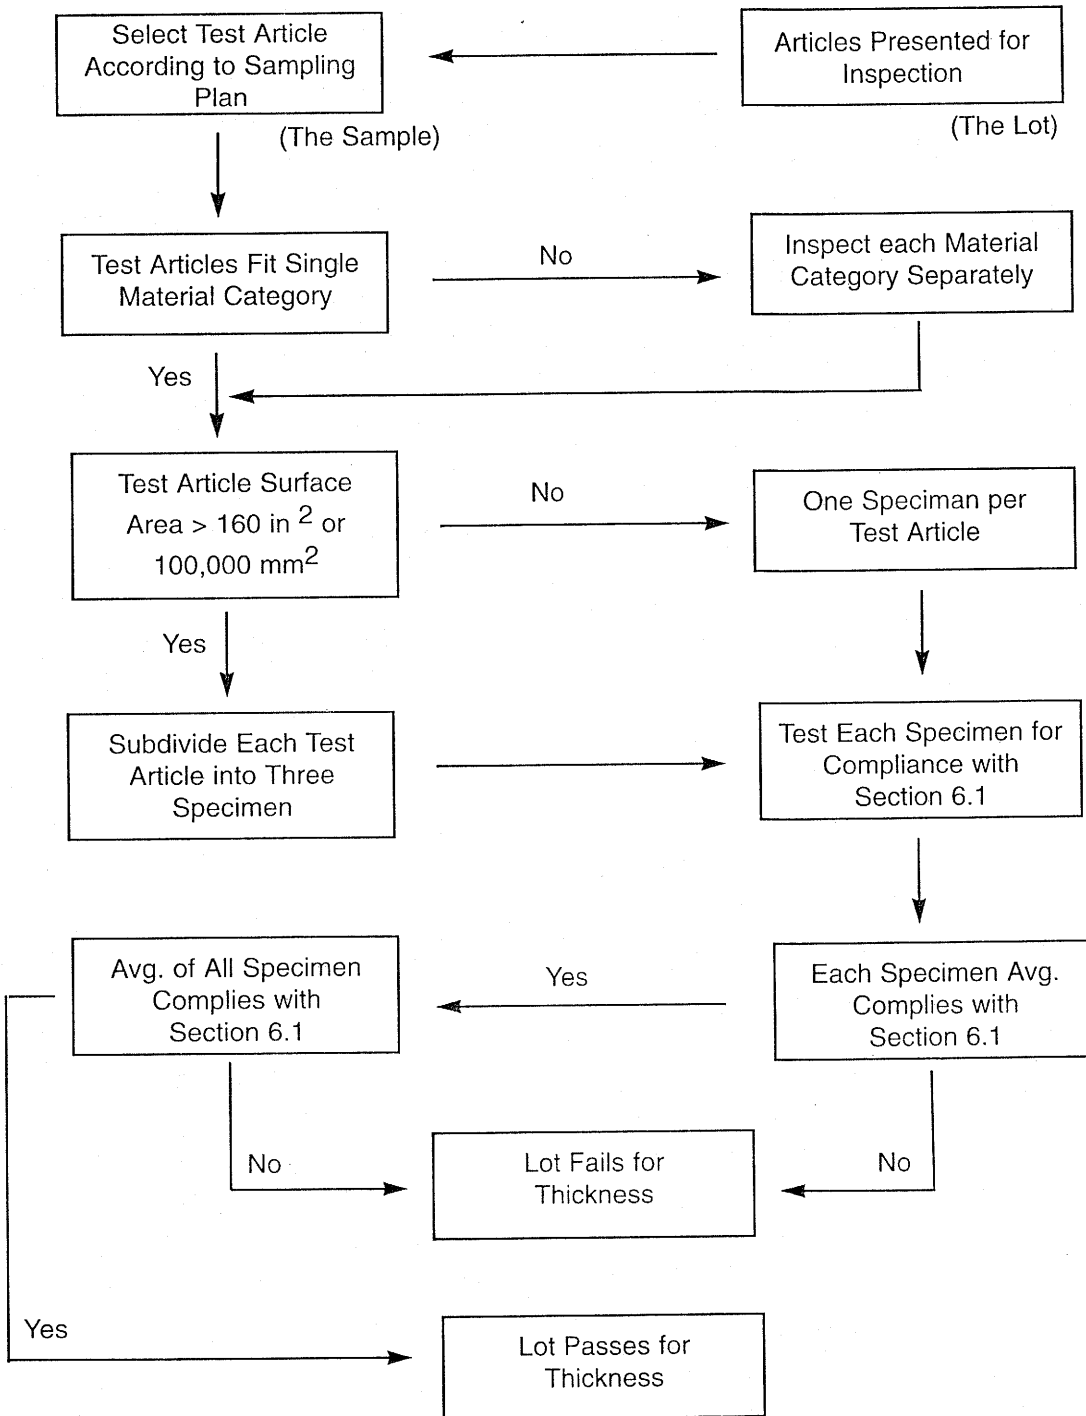 Select Test Article
According to Sampling
Plan
(The Sample)
Articles Presented for
Inspection
(The Lot)
Test Articles Fit Single
Material Category
No
Inspect each Material
Category Separately
Yes
Test Article Surface
Area > 160 in 2 or
100,000 mm2
No
One Speciman per
Test Article
Yes
Subdivide Each Test
Article into Three
Specimen
Test Each Specimen for
Compliance with
Section 6.1
Each Specimen Avg.
Complies with
Section 6.1
Yes
Avg. of All Specimen
Complies with
Section 6.1
No
Lot Fails for
Thickness
No
Yes
Lot Passes for
Thickness